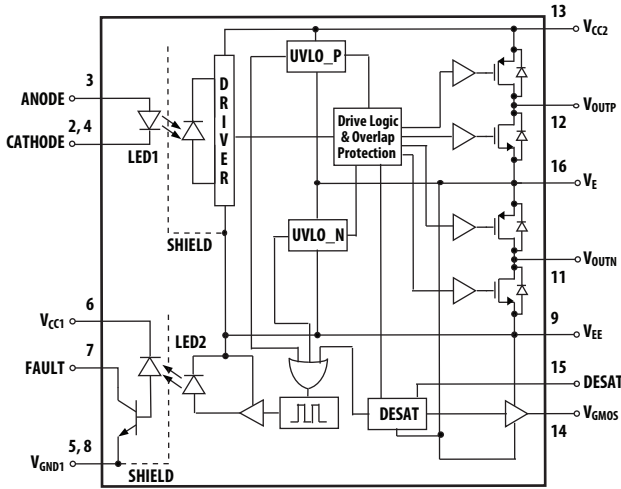 13
VCC2
UVLO_P
DRIVER
3
ANODE
2, 4
CATHODE
LED1
Drive Logic
& Overlap
Protection
VOUTP
12
16
VE
UVLO_N
SHIELD
VOUTN
11
6
VCC1
LED2
9
VEE
7
FAULT
15
DESAT
DESAT
VGMOS
14
5, 8
VGND1
SHIELD